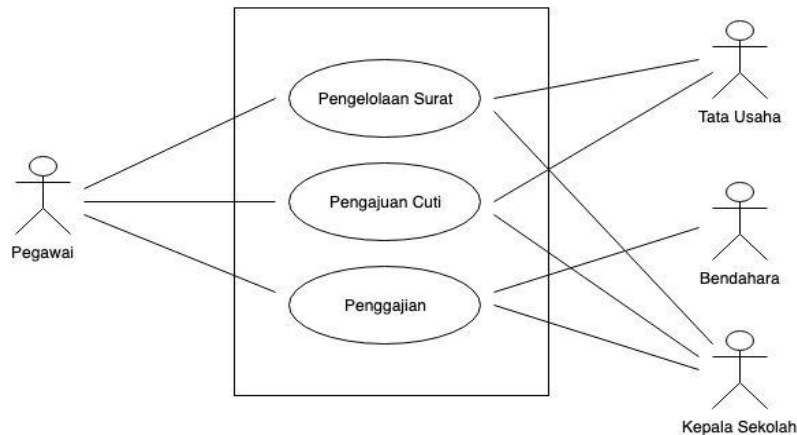 Pengelolaan Surat
Tata Usaha
Pengajuan Cuti
Pegawai
Bendahara
Penggajian
Kepala Sekolah